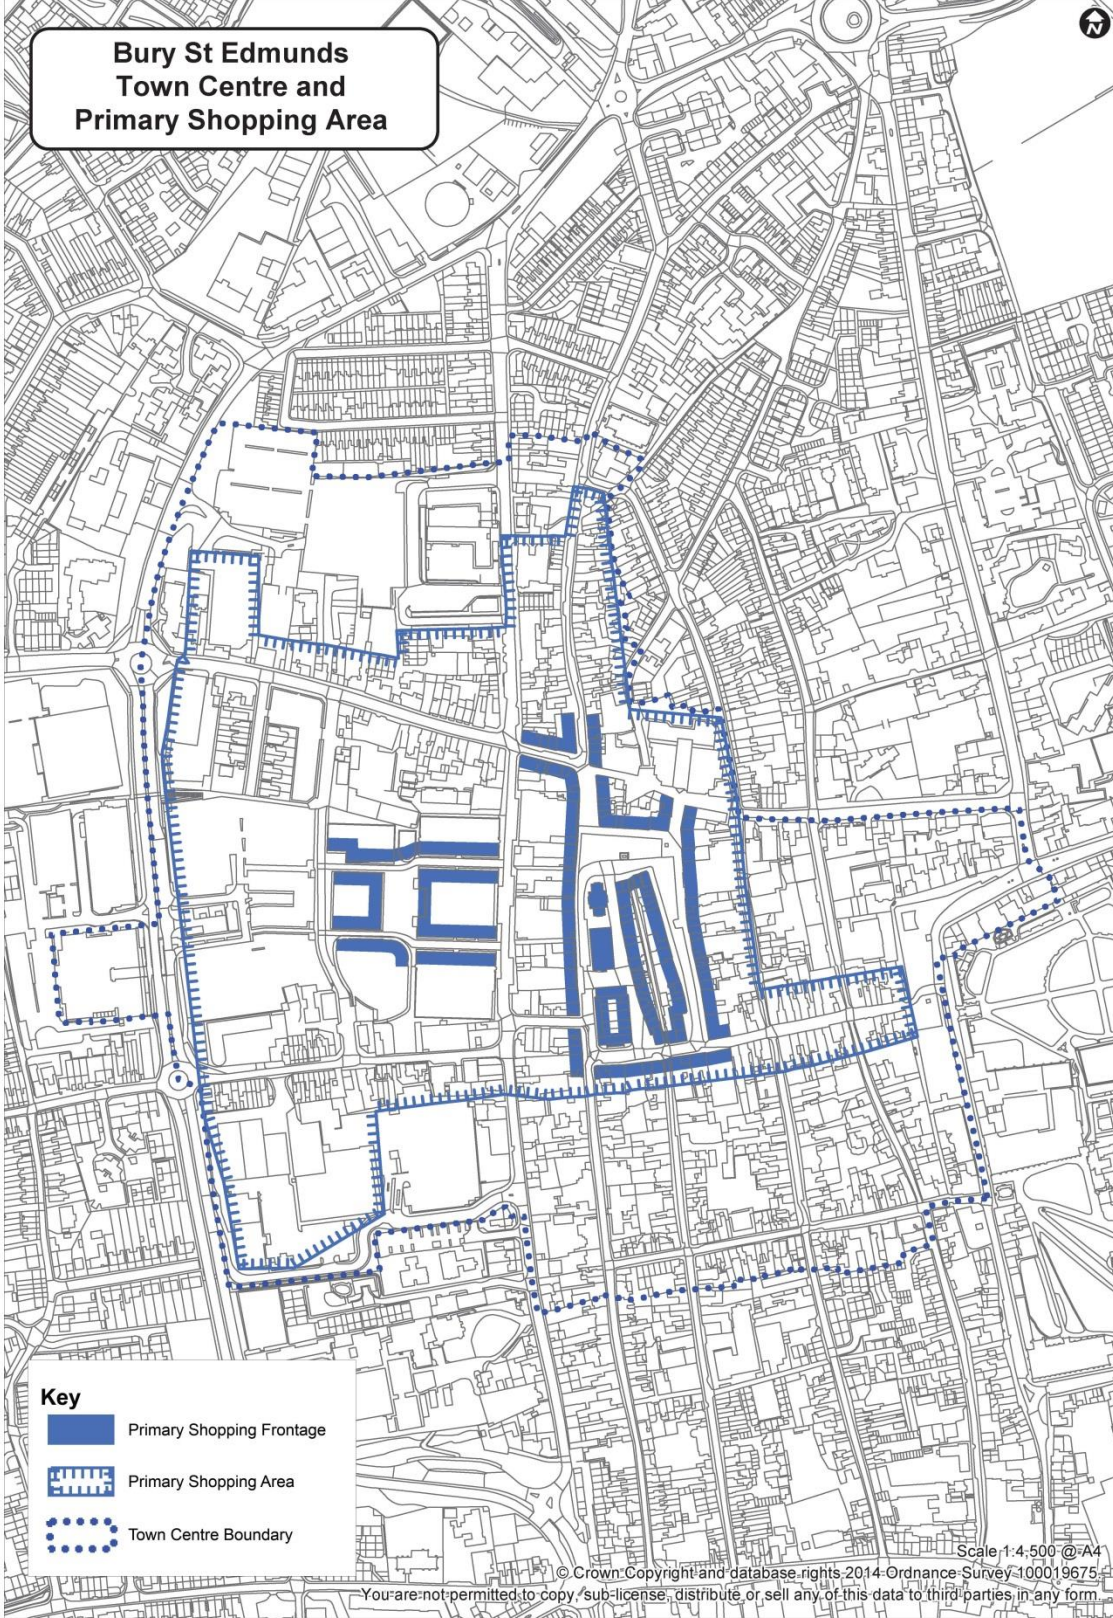 Bury St Edmunds
Town Centre and
Primary Shopping Area
N
Key
Primary Shopping Frontage
Primary Shopping Area
Town Centre Boundary
Scale 1:4,500 @ A4
© Crown Copyright and database rights 2014 Ordnance Survey 100019675.
You are not permitted to copy, sub-license, distribute or sell any of this data to third parties in any form.